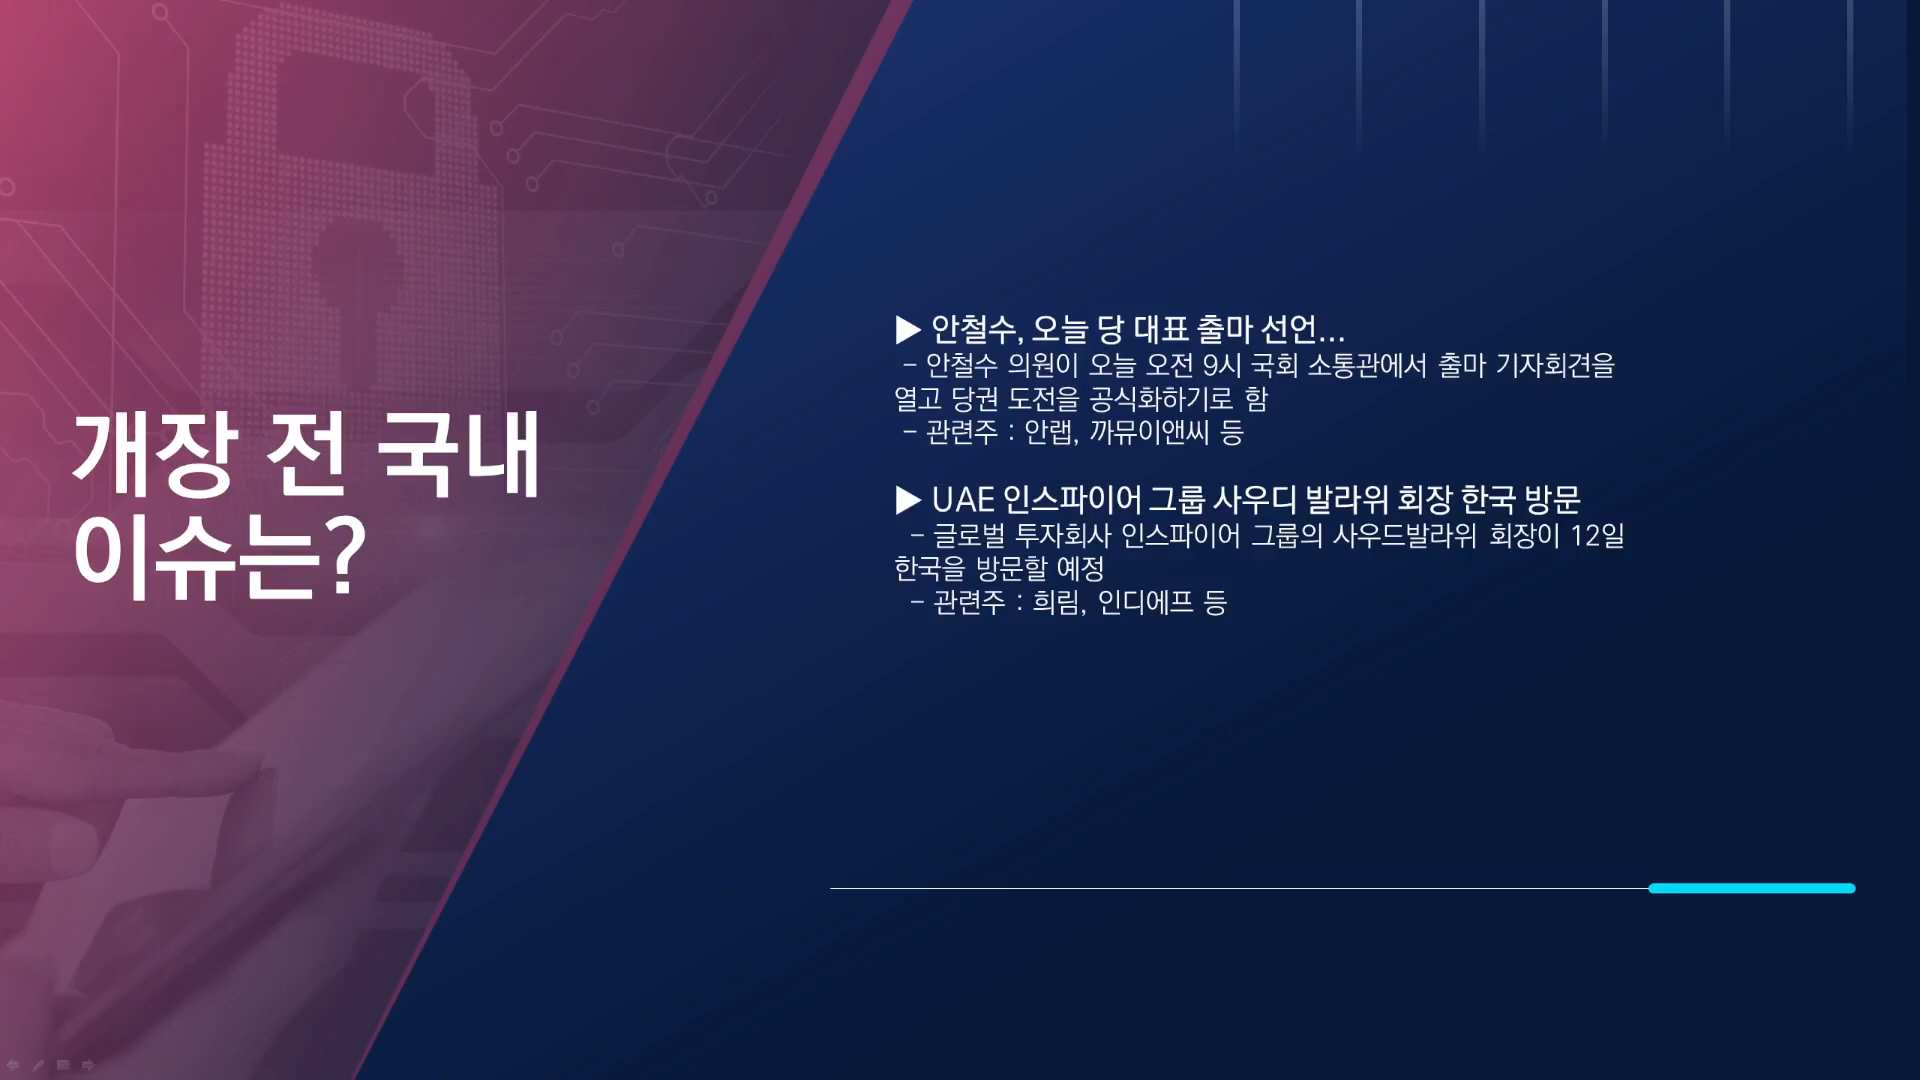 개장 전 국내
이슈는?
▶ 안철수, 오늘 당 대표 출마 선언...
- 안철수 의원이 오늘 오전 9시 국회 소통관에서 출마 기자회견을
열고 당권 도전을 공식화하기로 함
- 관련주 : 안랩, 까뮤이앤씨 등
▶ UAE 인스파이어 그룹 사우디 발라위 회장 한국 방문
- 글로벌 투자회사 인스파이어 그룹의 사우드발라위 회장이 12일
한국을 방문할 예정
- 관련주 : 희림, 인디에프 등